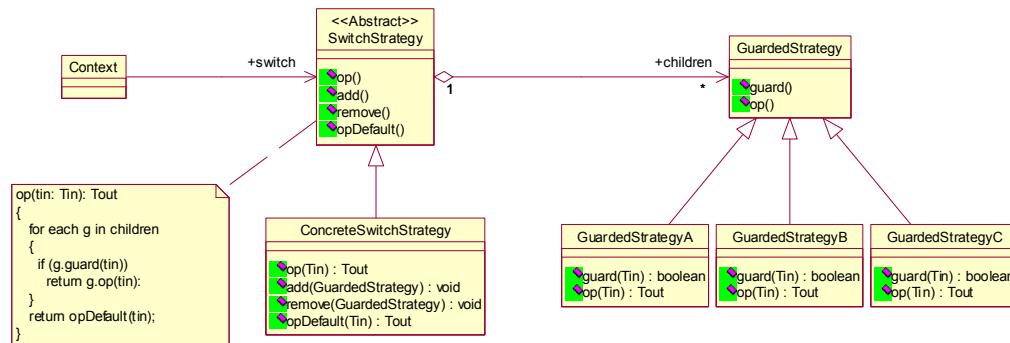 <<Abstract>>
SwitchStrategy
op()
add()
remove()
opDefault()
Context
+switch
1
+children
*
GuardedStrategy
guard()
op()
op(tin: Tin): Tout
{
for each g in children
{
if (g.guard(tin))
return g.op(tin:
}
return opDefault(tin);
}
ConcreteSwitchStrategy
op(Tin) : Tout
add(GuardedStrategy) : void
remove(GuardedStrategy) : void
opDefault(Tin) : Tout
GuardedStrategyA
guard(Tin) : boolean
op(Tin) : Tout
GuardedStrategyB
guard(Tin) : boolean
op(Tin) : Tout
GuardedStrategyC
guard(Tin) : boolean
op(Tin) : Tout